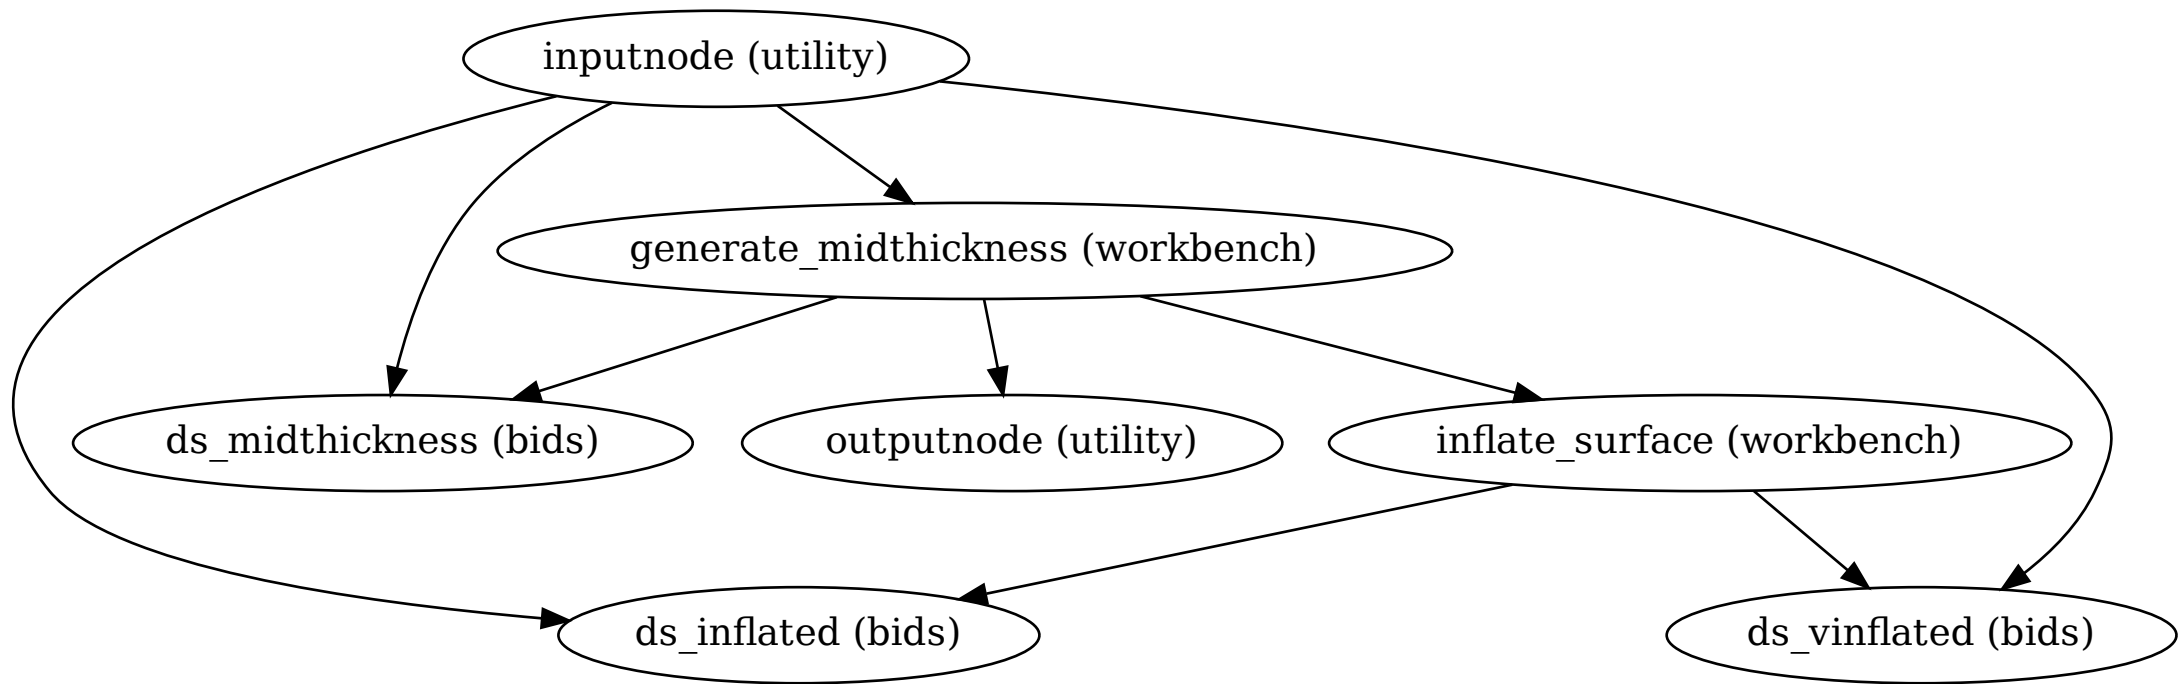 inputnode (utility)
generate_midthickness (workbench)
ds_midthickness (bids)
outputnode (utility)
inflate_surface (workbench)
ds_inflated (bids)
ds_vinflated (bids)